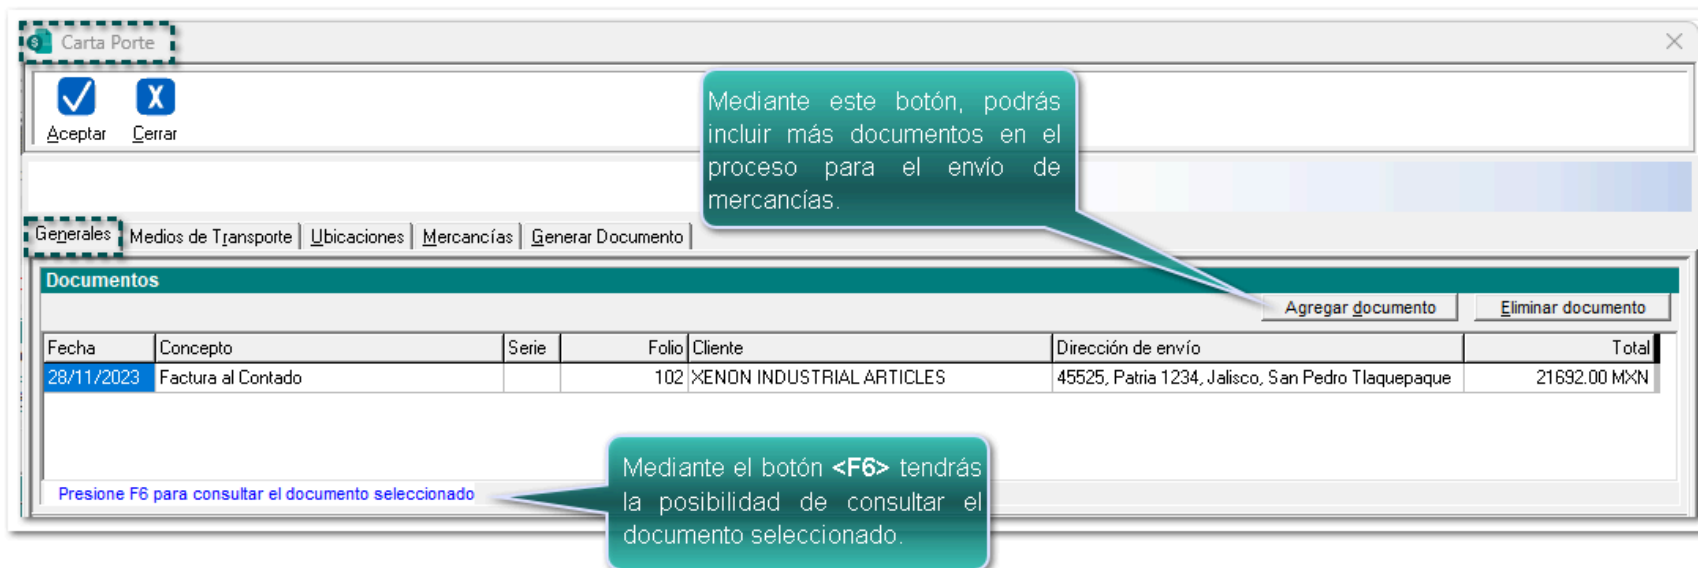 Carta Porte
Aceptar Cerrar
Mediante este botón, podrás
incluir más documentos en el
proceso para el envío de
mercancías.
Generales Medios de Transporte Ubicaciones Mercancías Generar Documento
Documentos
Agregar documento Eliminar documento
Fecha Concepto Serie Folio Cliente Dirección de envío Total
28/11/2023 Factura al Contado 102 XENON INDUSTRIAL ARTICLES 45525, Patria 1234, Jalisco, San Pedro Tlaquepaque 21692.00 MXN
Presione F6 para consultar el documento seleccionado
Mediante el botón <F6> tendrás
la posibilidad de consultar el
documento seleccionado.